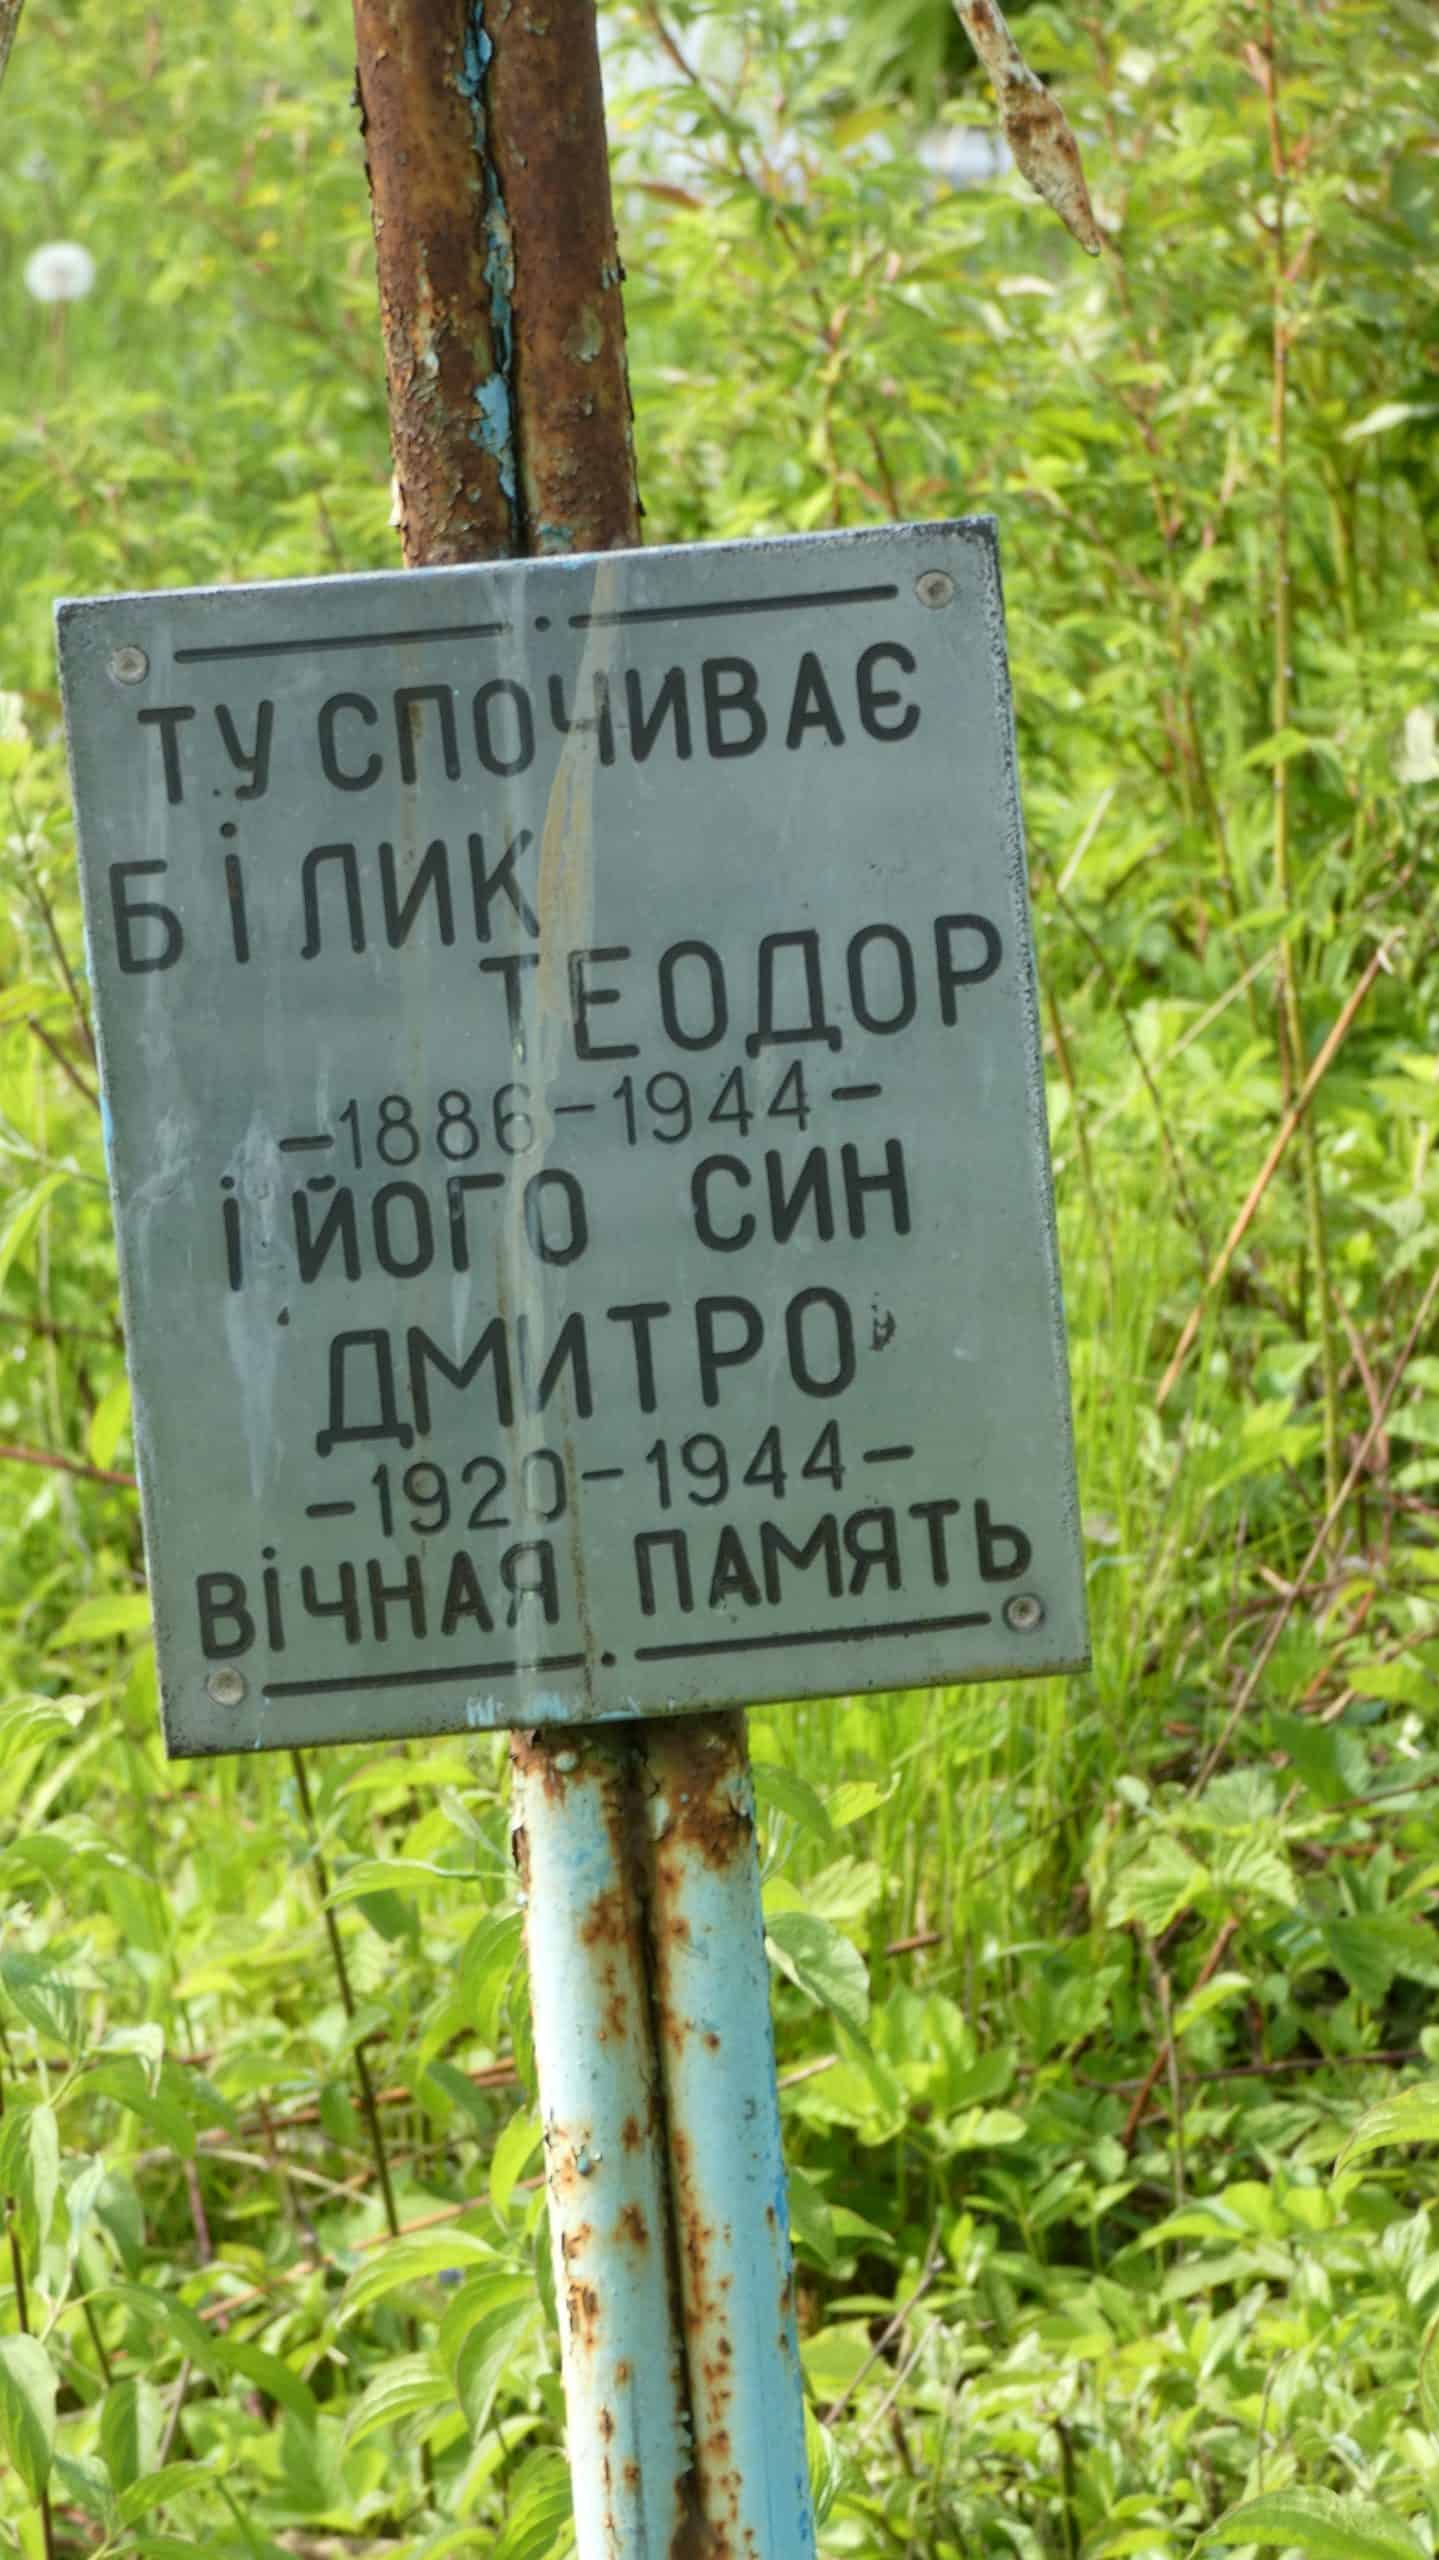 ТУ СПОЧИВАЄ
БІЛИК
ТЕОДОР
-1886-1944-
І ЙОГО СИН
ДМИТРО
-1920-1944-
ВІЧНАЯ ПАМЯТЬ